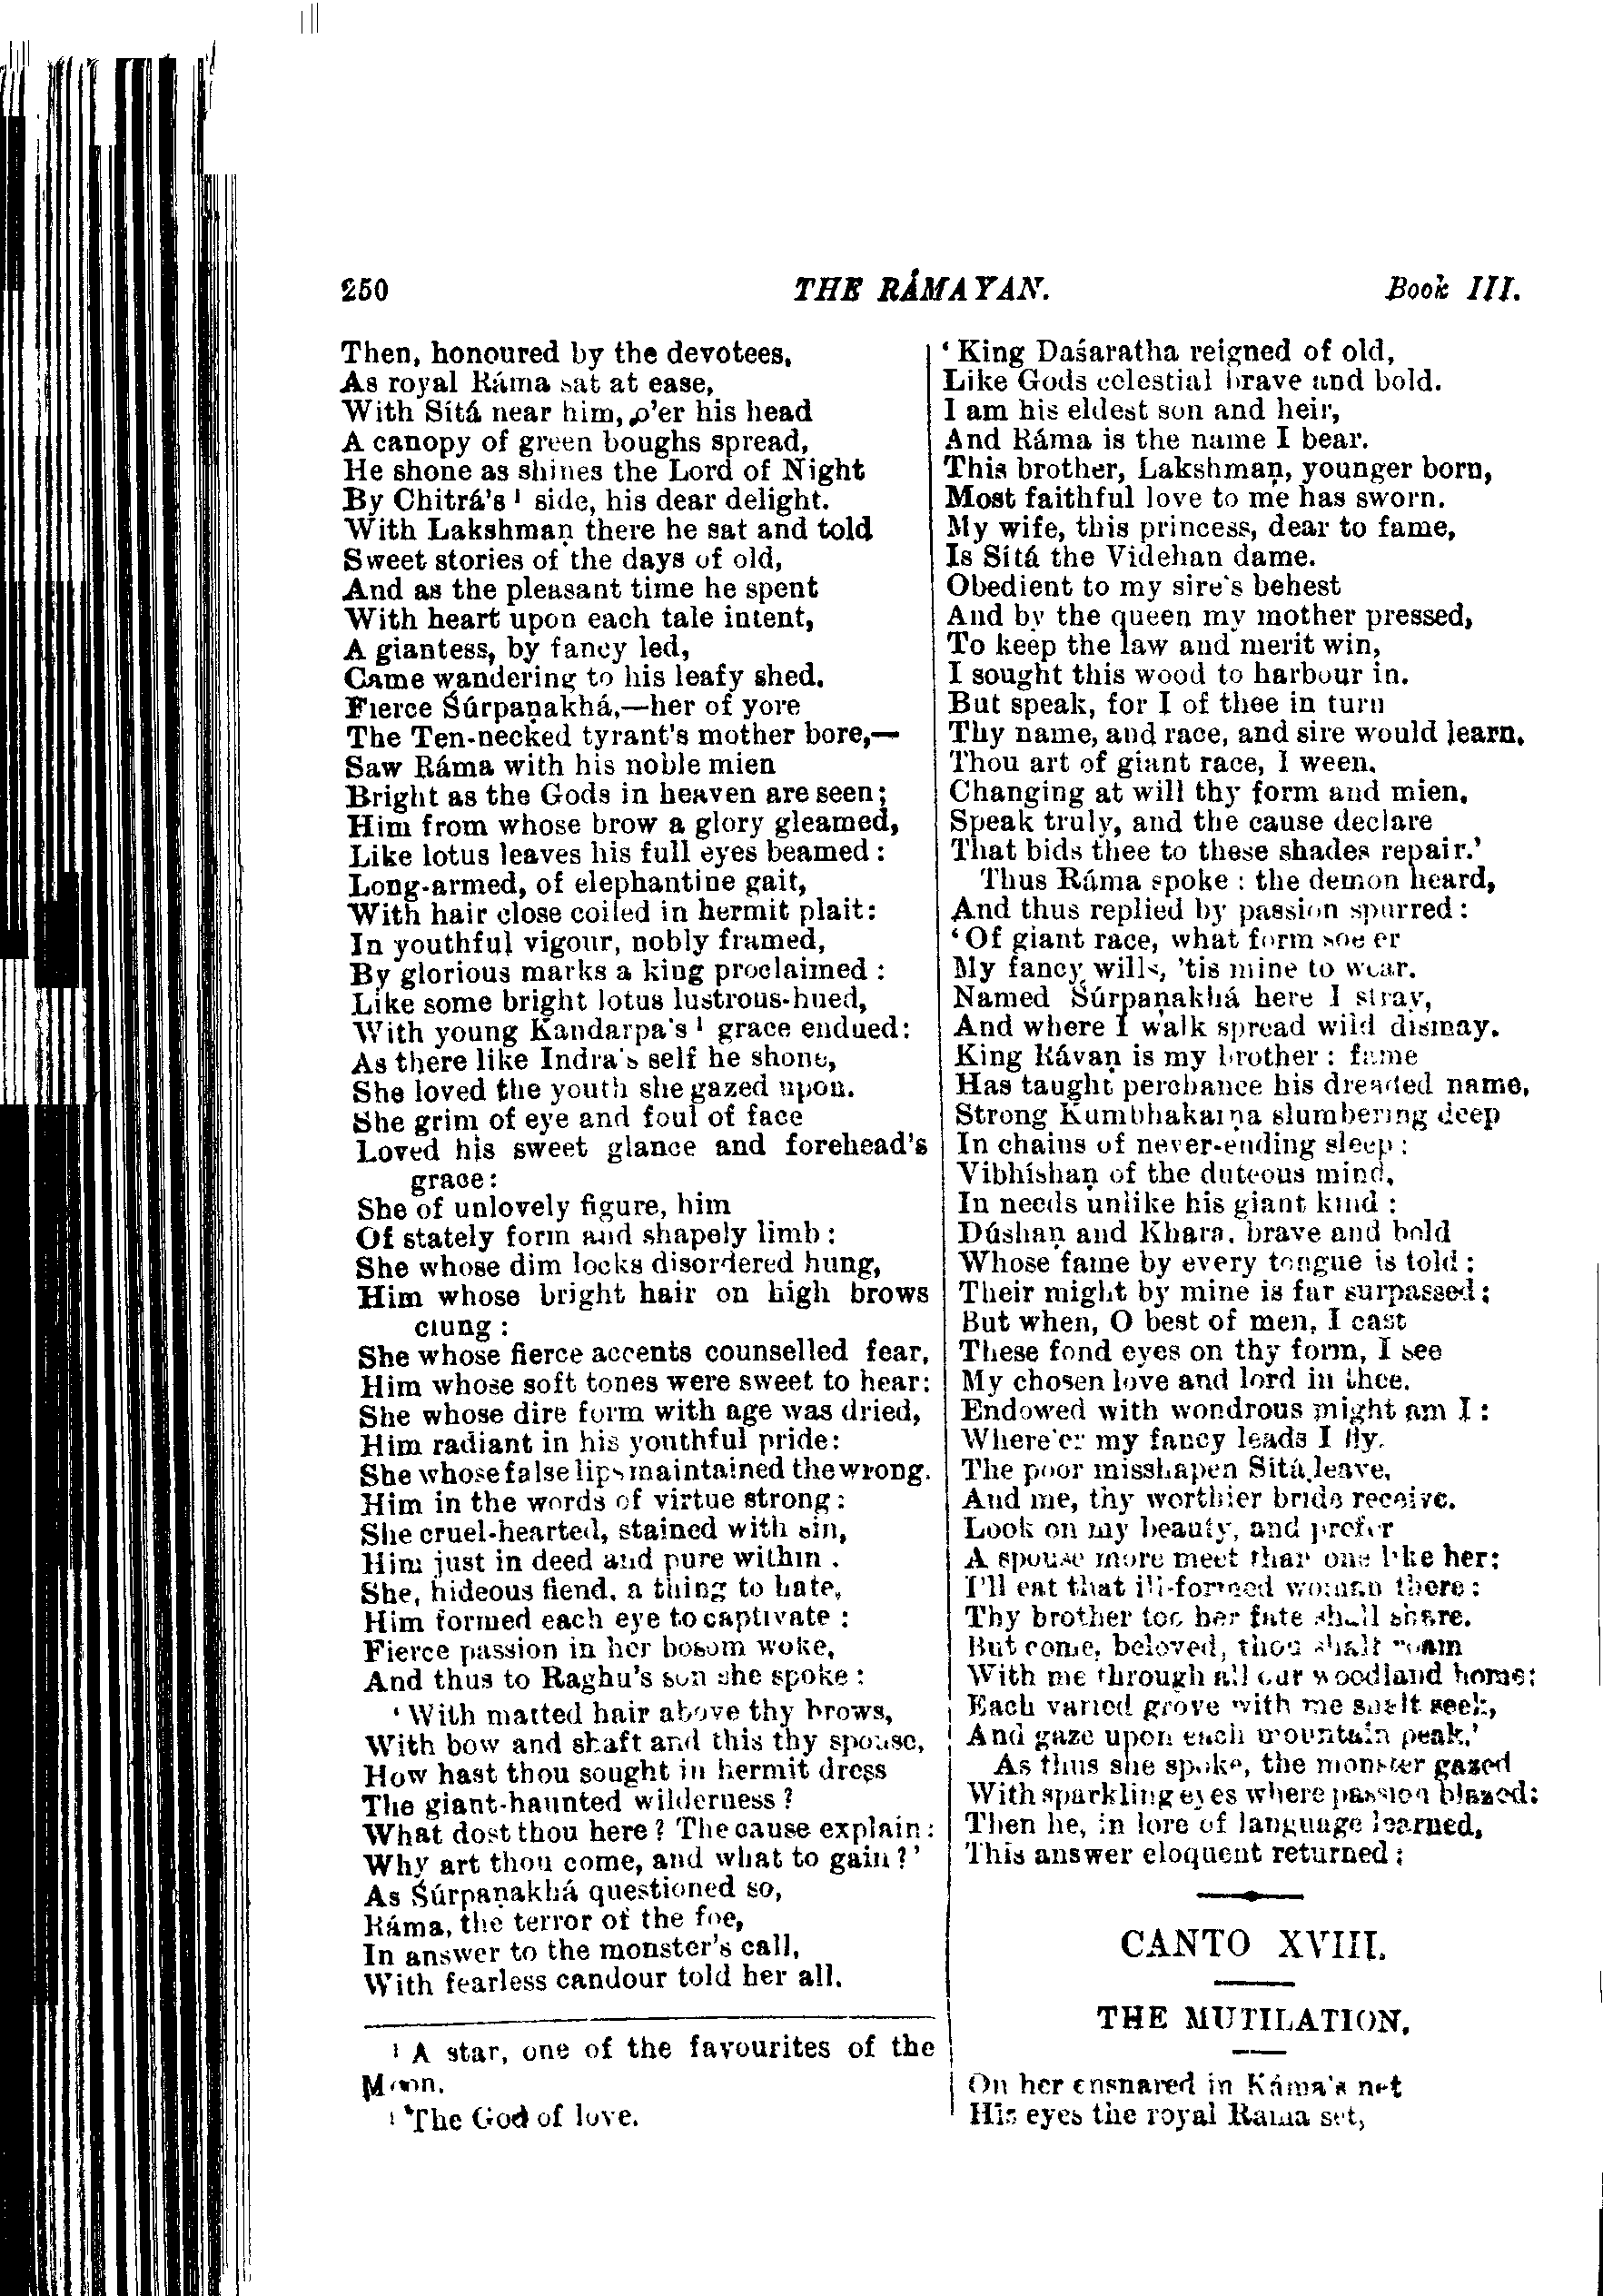 250 THE RÁMAYAN. Book III.
Then, honoured by the devotees,
As royal Ráma sat at ease,
With Sítá near him, o'er his head
A canopy of green boughs spread,
He shone as shines the Lord of Night
By Chitrá's¹ side, his dear delight.
With Lakshmaṇ there he sat and told
Sweet stories of the days of old,
And as the pleasant time he spent
With heart upon each tale intent,
A giantess, by fancy led,
Came wandering to his leafy shed.
Fierce Śúrpaṇakhá,—her of yore
The Ten-necked tyrant's mother bore,—
Saw Ráma with his noble mien
Bright as the Gods in heaven are seen;
Him from whose brow a glory gleamed,
Like lotus leaves his full eyes beamed:
Long-armed, of elephantine gait,
With hair close coiled in hermit plait:
In youthful vigour, nobly framed,
By glorious marks a king proclaimed:
Like some bright lotus lustrous-hued,
With young Kandarpa's¹ grace endued:
As there like Indra's self he shone,
She loved the youth she gazed upon.
She grim of eye and foul of face
Loved his sweet glance and forehead's
grace:
She of unlovely figure, him
Of stately form and shapely limb:
She whose dim locks disordered hung,
Him whose bright hair on high brows
clung:
She whose fierce accents counselled fear,
Him whose soft tones were sweet to hear:
She whose dire form with age was dried,
Him radiant in his youthful pride:
She whose false lips maintained the wrong,
Him in the words of virtue strong:
She cruel-hearted, stained with sin,
Him just in deed and pure within.
She, hideous fiend, a thing to hate,
Him formed each eye to captivate:
Fierce passion in her bosom woke,
And thus to Raghu's son she spoke:
'With matted hair above thy brows,
With bow and shaft and this thy spouse,
How hast thou sought in hermit dress
The giant-haunted wilderness?
What dost thou here? The cause explain:
Why art thou come, and what to gain?'
As Śúrpaṇakhá questioned so,
Ráma, the terror of the foe,
In answer to the monster's call,
With fearless candour told her all.
¹ A star, one of the favourites of the
Moon.
¹ The God of love.
'King Daśaratha reigned of old,
Like Gods celestial brave and bold.
I am his eldest son and heir,
And Ráma is the name I bear.
This brother, Lakshmaṇ, younger born,
Most faithful love to me has sworn.
My wife, this princess, dear to fame,
Is Sítá the Videhan dame.
Obedient to my sire's behest
And by the queen my mother pressed,
To keep the law and merit win,
I sought this wood to harbour in.
But speak, for I of thee in turn
Thy name, and race, and sire would learn.
Thou art of giant race, I ween,
Changing at will thy form and mien.
Speak truly, and the cause declare
That bids thee to these shades repair.'
Thus Ráma spoke: the demon heard,
And thus replied by passion spurred:
'Of giant race, what form soe'er
My fancy wills, 'tis mine to wear.
Named Śúrpaṇakhá here I stray,
And where I walk spread wild dismay.
King Rávaṇ is my brother: fame
Has taught perchance his dreaded name,
Strong Kumbhakarṇa slumbering deep
In chains of never-ending sleep:
Vibhíshaṇ of the duteous mind,
In needs unlike his giant kind:
Dúshaṇ and Khara, brave and bold
Whose fame by every tongue is told:
Their might by mine is far surpassed;
But when, O best of men, I cast
These fond eyes on thy form, I see
My chosen love and lord in thee.
Endowed with wondrous might am I:
Where'er my fancy leads I fly.
The poor misshapen Sítá leave,
And me, thy worthier bride receive.
Look on my beauty, and prefer
A spouse more meet than one like her:
I'll eat that ill-formed woman there:
Thy brother too her fate shall share.
But come, beloved, thou shalt roam
With me through all our woodland home:
Each varied grove with me shalt seek,
And gaze upon each mountain peak.'
As thus she spoke, the monster gazed
With sparkling eyes where passion blazed:
Then he, in lore of language learned,
This answer eloquent returned:
CANTO XVIII.
THE MUTILATION.
On her ensnared in Káma's net
His eyes the royal Ráma set,